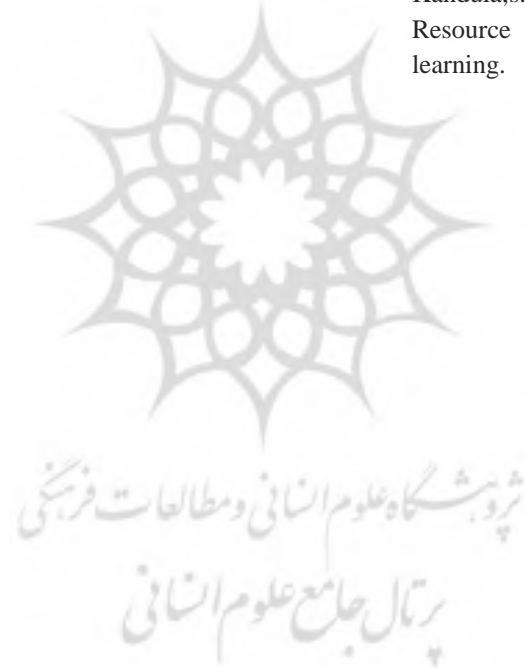 Resource
learning.
پژوهشگاه علوم انسانی و مطالعات فرهنگی
پرتال جامع علوم انسانی